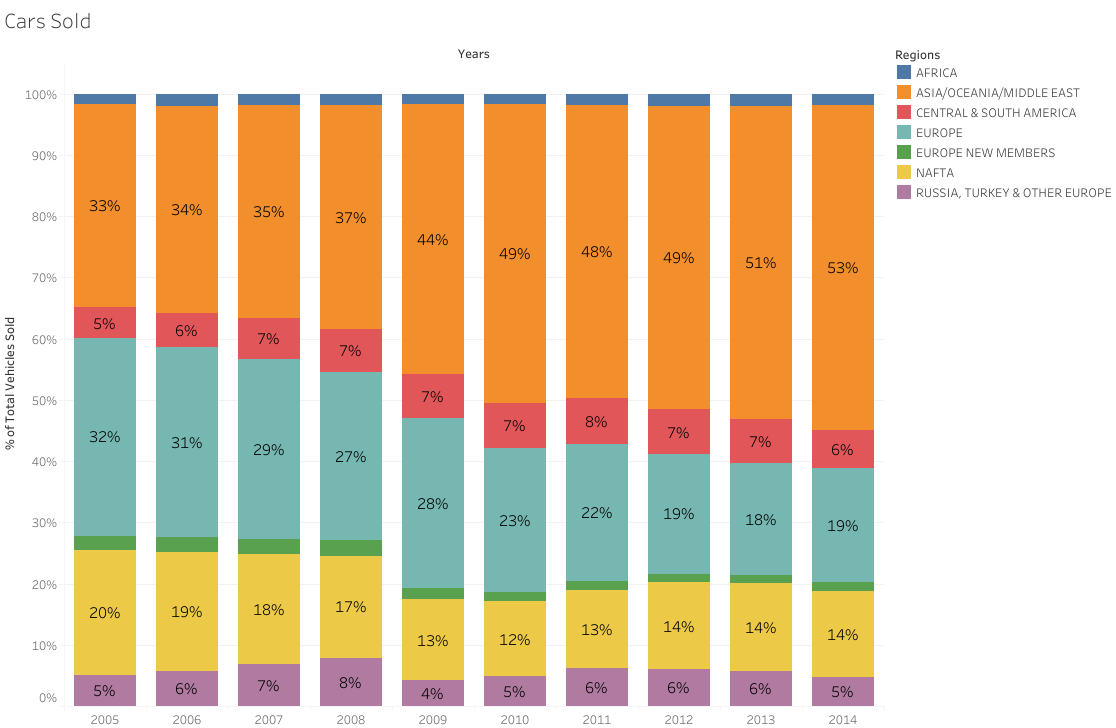 Cars Sold
Years
Regions
AFRICA
ASIA/OCEANIA/MIDDLE EAST
CENTRAL & SOUTH AMERICA
EUROPE
EUROPE NEW MEMBERS
NAFTA
RUSSIA, TURKEY & OTHER EUROPE
% of Total Vehicles Sold
100%
90%
80%
70%
60%
50%
40%
30%
20%
10%
0%
33% 34% 35% 37% 44% 49% 48% 49% 51% 53%
5% 6% 7% 7% 7% 7% 8% 7% 7% 6%
32% 31% 29% 27% 28% 23% 22% 19% 18% 19%
20% 19% 18% 17% 13% 12% 13% 14% 14% 14%
5% 6% 7% 8% 4% 5% 6% 6% 6% 5%
2005 2006 2007 2008 2009 2010 2011 2012 2013 2014